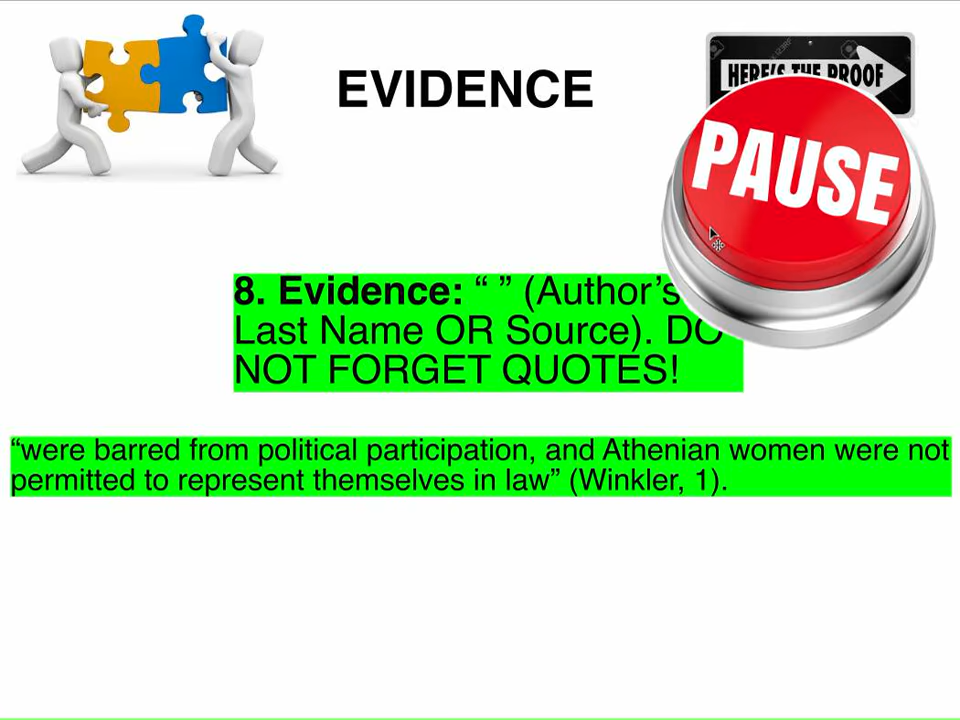 EVIDENCE
HERE'S THE PROOF
PAUSE
8. Evidence: “ ” (Author’s
Last Name OR Source). DO
NOT FORGET QUOTES!
“were barred from political participation, and Athenian women were not
permitted to represent themselves in law” (Winkler, 1).